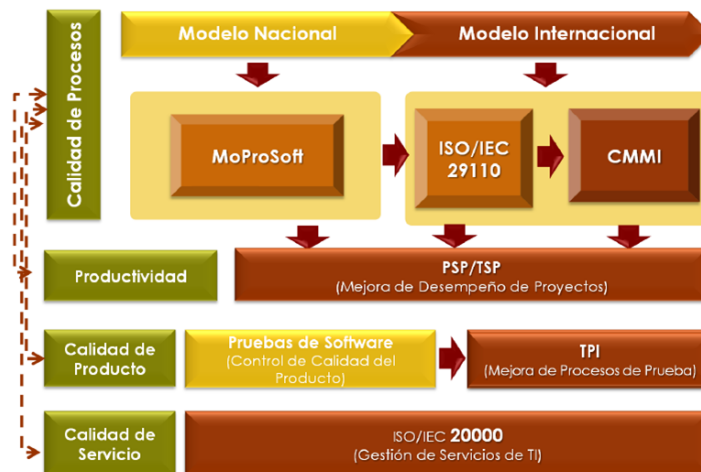 Modelo Nacional
Modelo Internacional
Calidad de Procesos
MoProSoft
ISO/IEC
29110
CMMI
Productividad
PSP/TSP
(Mejora de Desempeño de Proyectos)
Calidad de
Producto
Pruebas de Software
(Control de Calidad del
Producto)
TPI
(Mejora de Procesos de Prueba)
Calidad de
Servicio
ISO/IEC 20000
(Gestión de Servicios de TI)